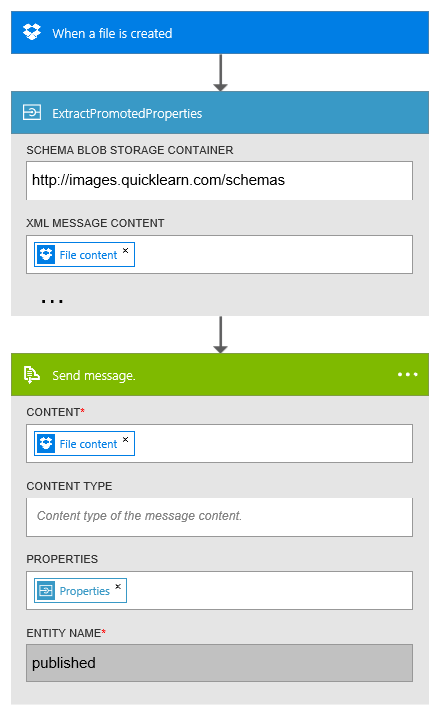 When a file is created
ExtractPromotedProperties
SCHEMA BLOB STORAGE CONTAINER
http://images.quicklearn.com/schemas
XML MESSAGE CONTENT
File content x
...
Send message. ...
CONTENT*
File content x
CONTENT TYPE
Content type of the message content.
PROPERTIES
Properties x
ENTITY NAME*
published